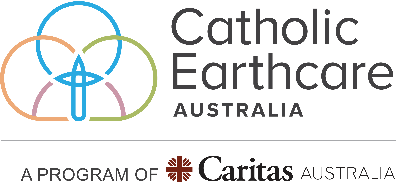 Catholic
Earthcare
AUSTRALIA
A PROGRAM OF Caritas AUSTRALIA